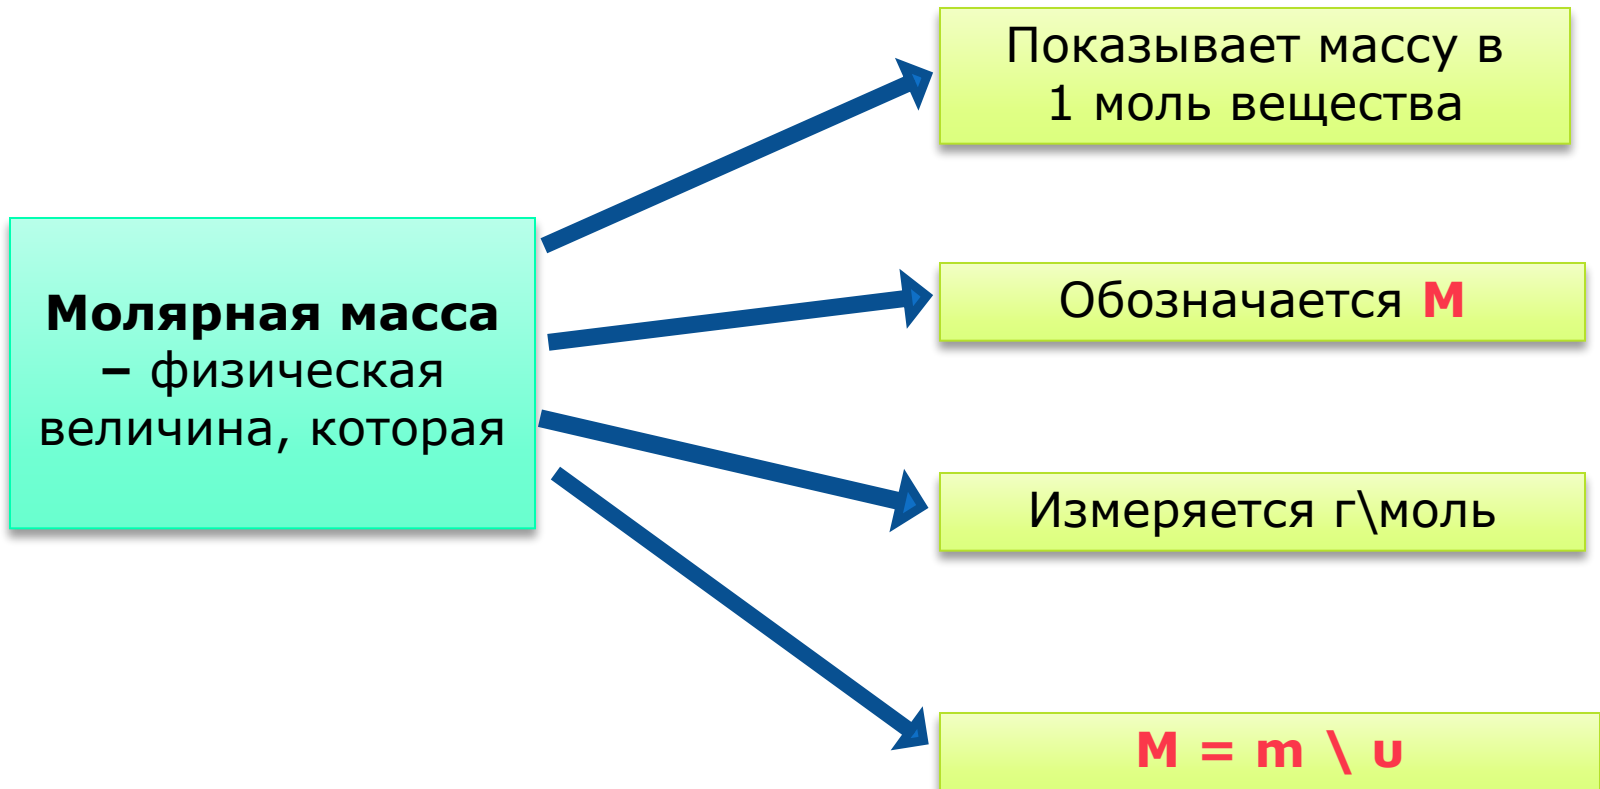 Показывает массу в
1 моль вещества
Молярная масса
– физическая
величина, которая
Обозначается М
Измеряется г\моль
M = m \ υ